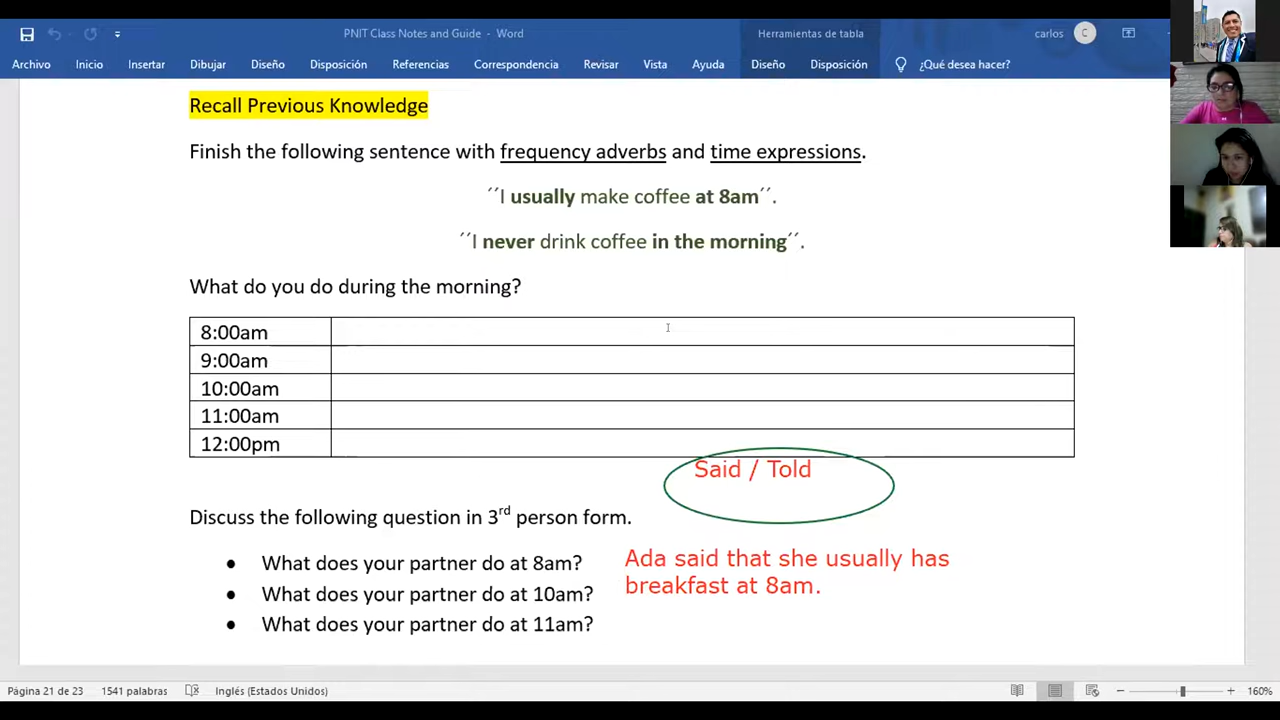 PNIT Class Notes and Guide - Word
Herramientas de tabla
carlos
C
Archivo Inicio Insertar Dibujar Diseño Disposición Referencias Correspondencia Revisar Vista Ayuda Diseño Disposición ¿Qué desea hacer?
Recall Previous Knowledge
Finish the following sentence with frequency adverbs and time expressions.
´´I usually make coffee at 8am´´.
´´I never drink coffee in the morning´´.
What do you do during the morning?
8:00am
9:00am
10:00am
11:00am
12:00pm
Said / Told
Discuss the following question in 3rd person form.
• What does your partner do at 8am?
• What does your partner do at 10am?
• What does your partner do at 11am?
Ada said that she usually has
breakfast at 8am.
Página 21 de 23 1541 palabras Inglés (Estados Unidos) 160%